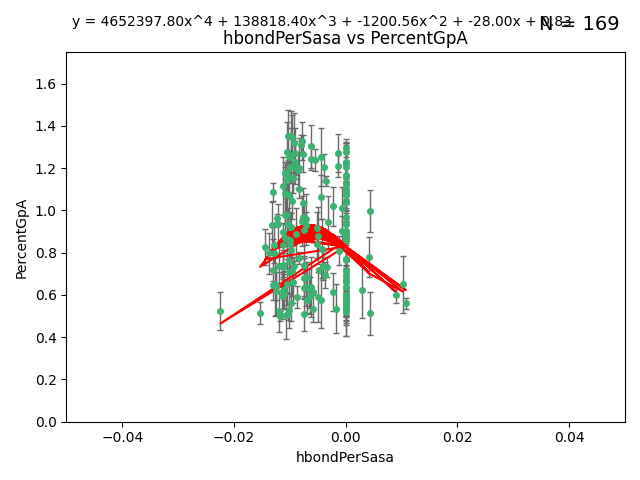 y = 4652397.80x^4 + 138818.40x^3 + -1200.56x^2 + -28.00x + 0.83
N = 169
hbondPerSasa vs PercentGpA
1.6
1.4
1.2
1.0
0.8
0.6
0.4
0.2
0.0
PercentGpA
−0.04 −0.02 0.00 0.02 0.04
hbondPerSasa